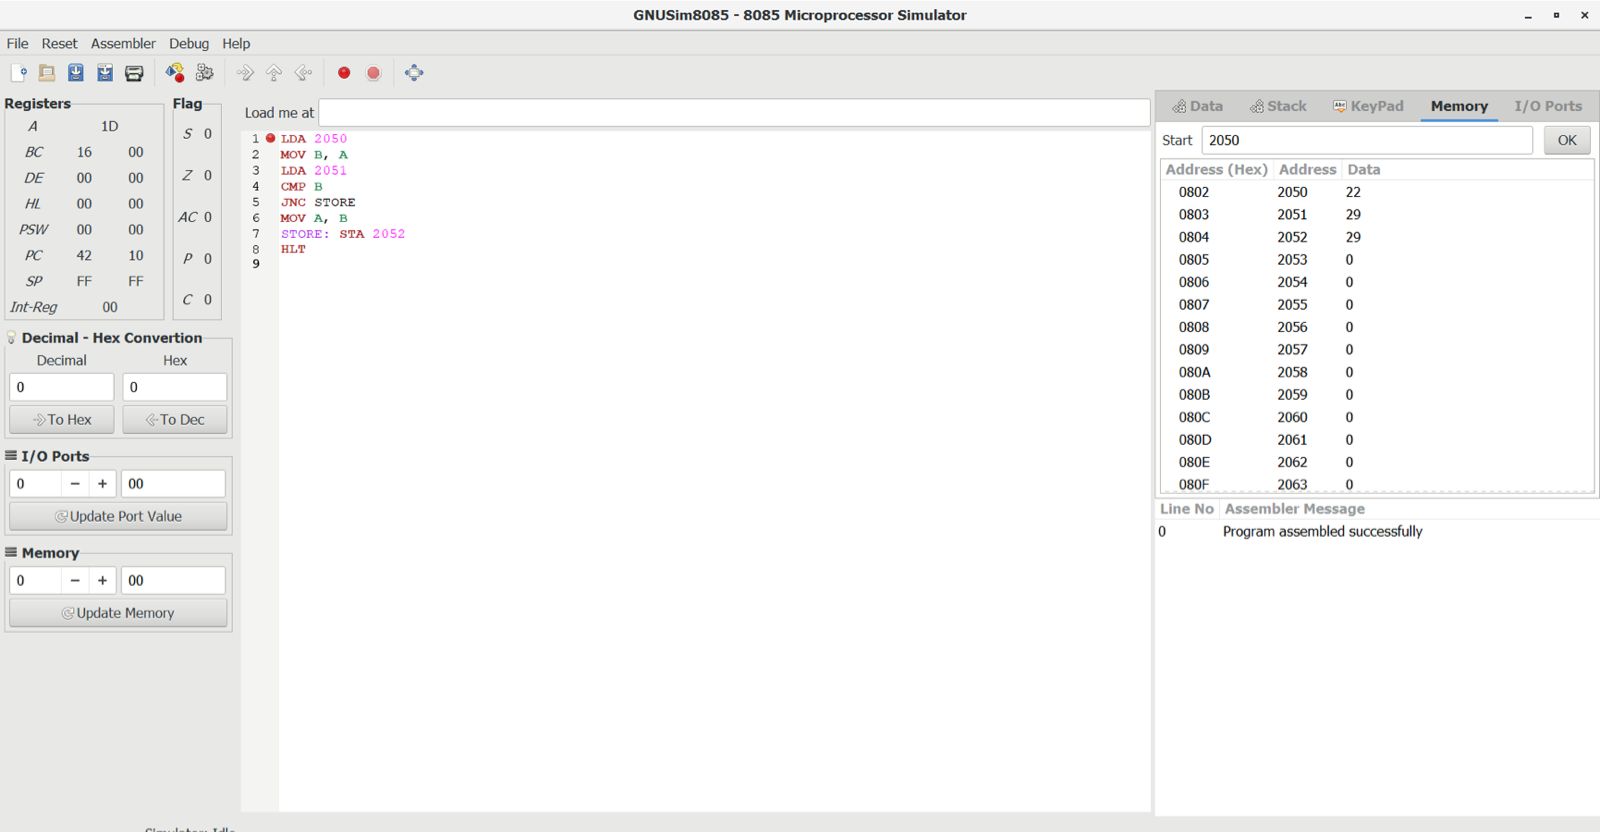 GNUSim8085 - 8085 Microprocessor Simulator
File Reset Assembler Debug Help
Registers
A 1D
BC 16 00
DE 00 00
HL 00 00
PSW 00 00
PC 42 10
SP FF FF
Int-Reg 00
Flag
S 0
Z 0
AC 0
P 0
C 0
Decimal - Hex Convertion
Decimal Hex
0 0
To Hex To Dec
I/O Ports
0 − + 00
Update Port Value
Memory
0 − + 00
Update Memory
Load me at
1 LDA 2050
2 MOV B, A
3 LDA 2051
4 CMP B
5 JNC STORE
6 MOV A, B
7 STORE: STA 2052
8 HLT
9
Data Stack KeyPad Memory I/O Ports
Start 2050 OK
Address (Hex) Address Data
0802 2050 22
0803 2051 29
0804 2052 29
0805 2053 0
0806 2054 0
0807 2055 0
0808 2056 0
0809 2057 0
080A 2058 0
080B 2059 0
080C 2060 0
080D 2061 0
080E 2062 0
080F 2063 0
Line No Assembler Message
0 Program assembled successfully
Simulator: Idle